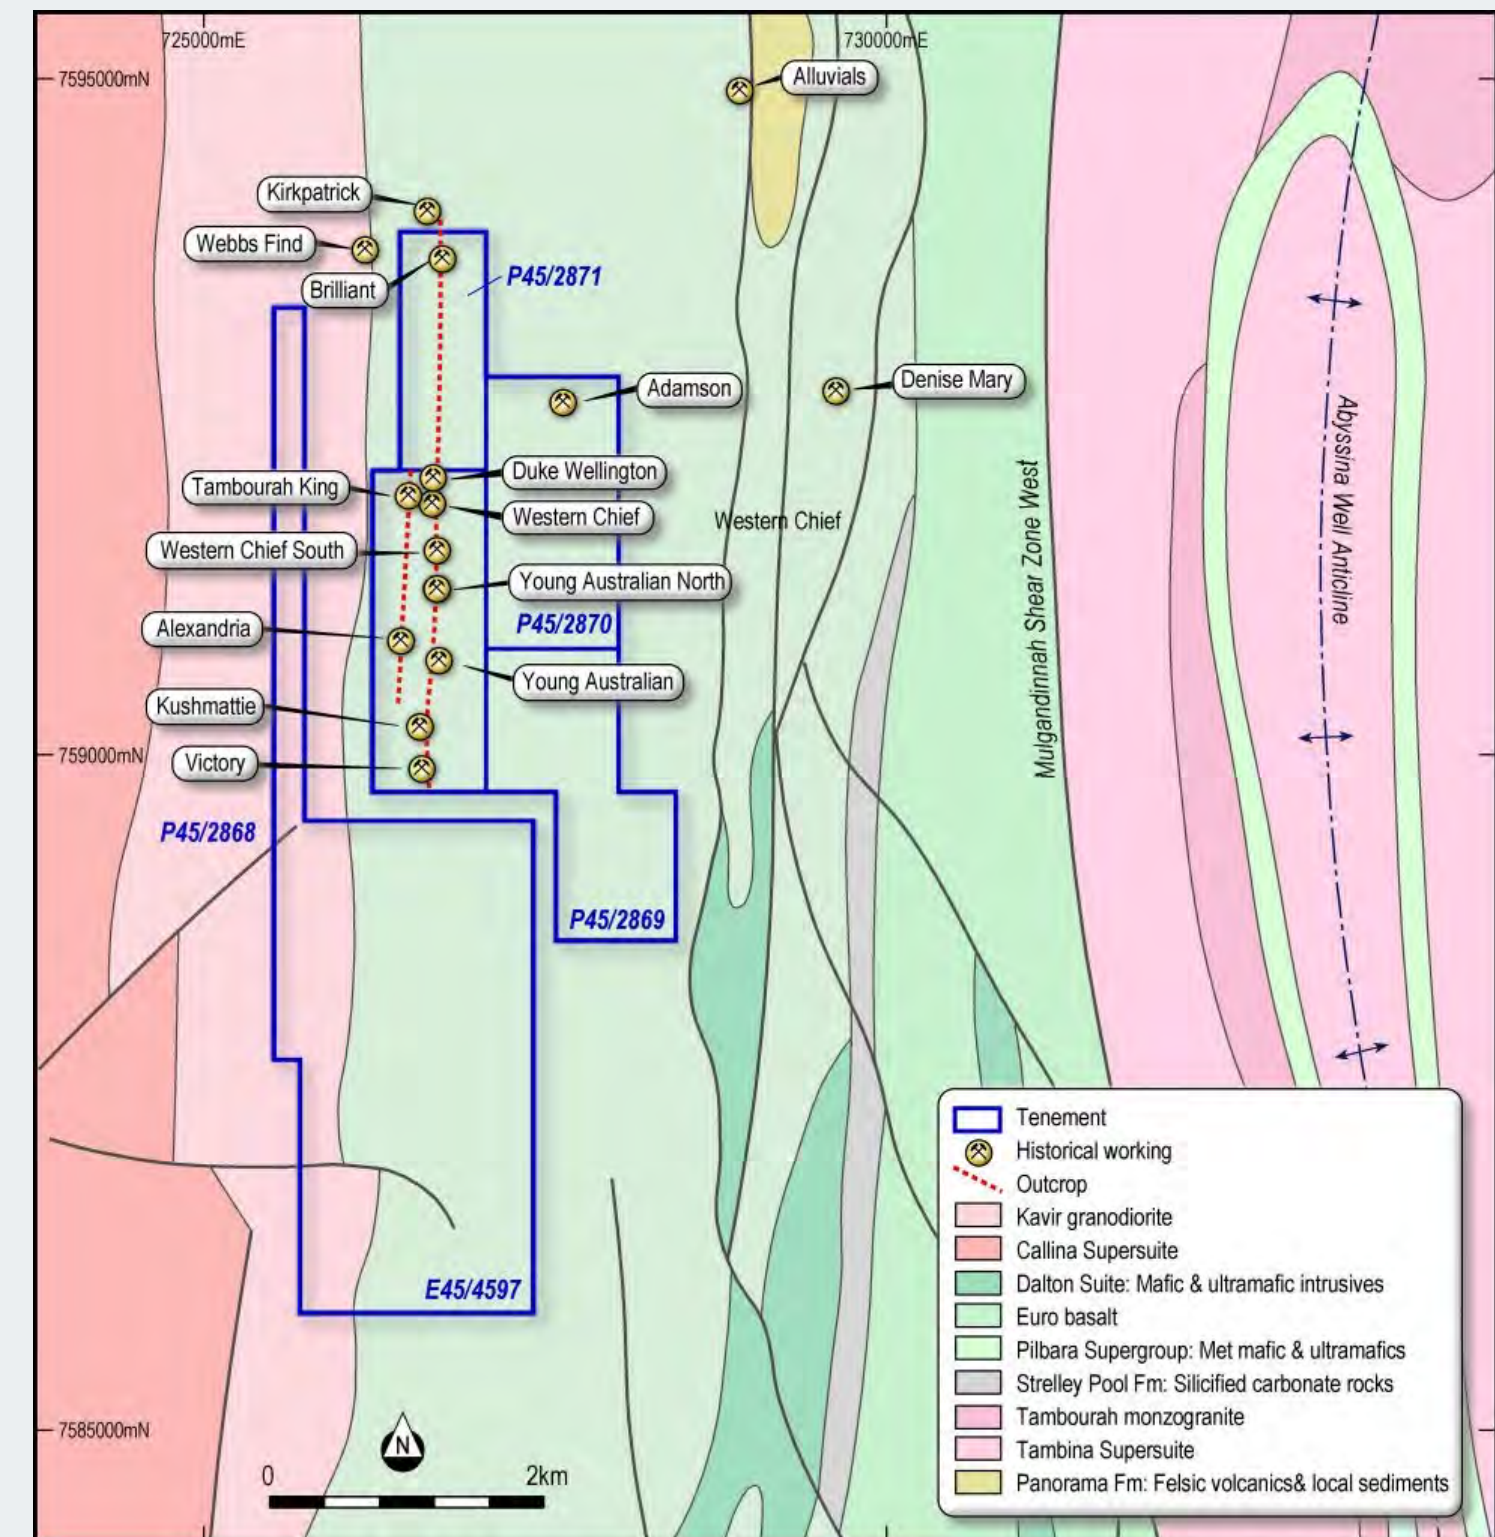 725000mE
730000mE
7595000mN
Alluvials
Kirkpatrick
Webbs Find
Brilliant
P45/2871
Adamson
Denise Mary
Duke Wellington
Tambourah King
Western Chief
Western Chief
Western Chief South
Young Australian North
P45/2870
Alexandria
Young Australian
Kushmattie
759000mN
Victory
P45/2868
P45/2869
Mulgandinnah Shear Zone West
Abyssina Well Anticline
E45/4597
7585000mN
N
0
2km
Tenement
Historical working
Outcrop
Kavir granodiorite
Callina Supersuite
Dalton Suite: Mafic & ultramafic intrusives
Euro basalt
Pilbara Supergroup: Met mafic & ultramafics
Strelley Pool Fm: Silicified carbonate rocks
Tambourah monzogranite
Tambina Supersuite
Panorama Fm: Felsic volcanics& local sediments